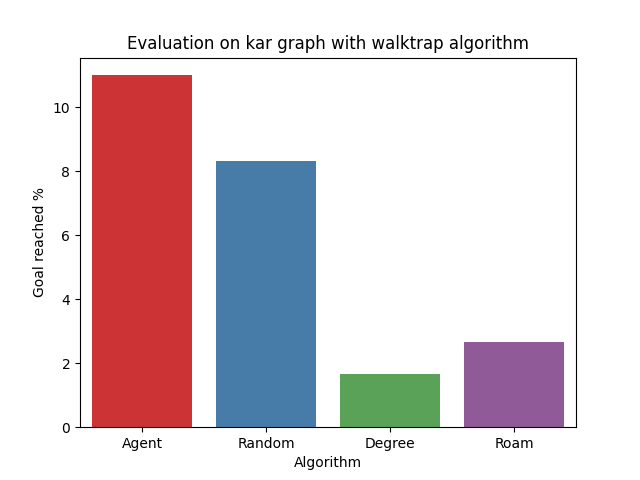 Evaluation on kar graph with walktrap algorithm
Goal reached %
10
8
6
4
2
0
Agent Random Degree Roam
Algorithm